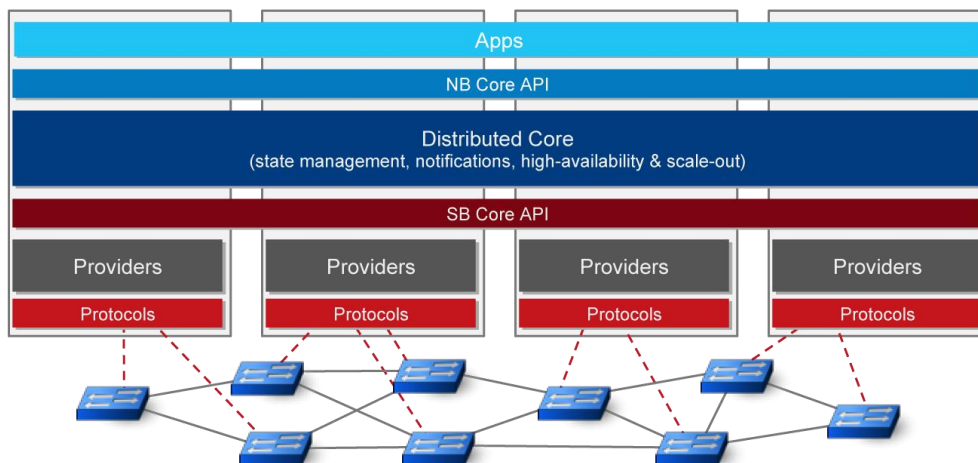 Apps
NB Core API
Distributed Core
(state management, notifications, high-availability & scale-out)
SB Core API
Providers
Providers
Providers
Providers
Protocols
Protocols
Protocols
Protocols